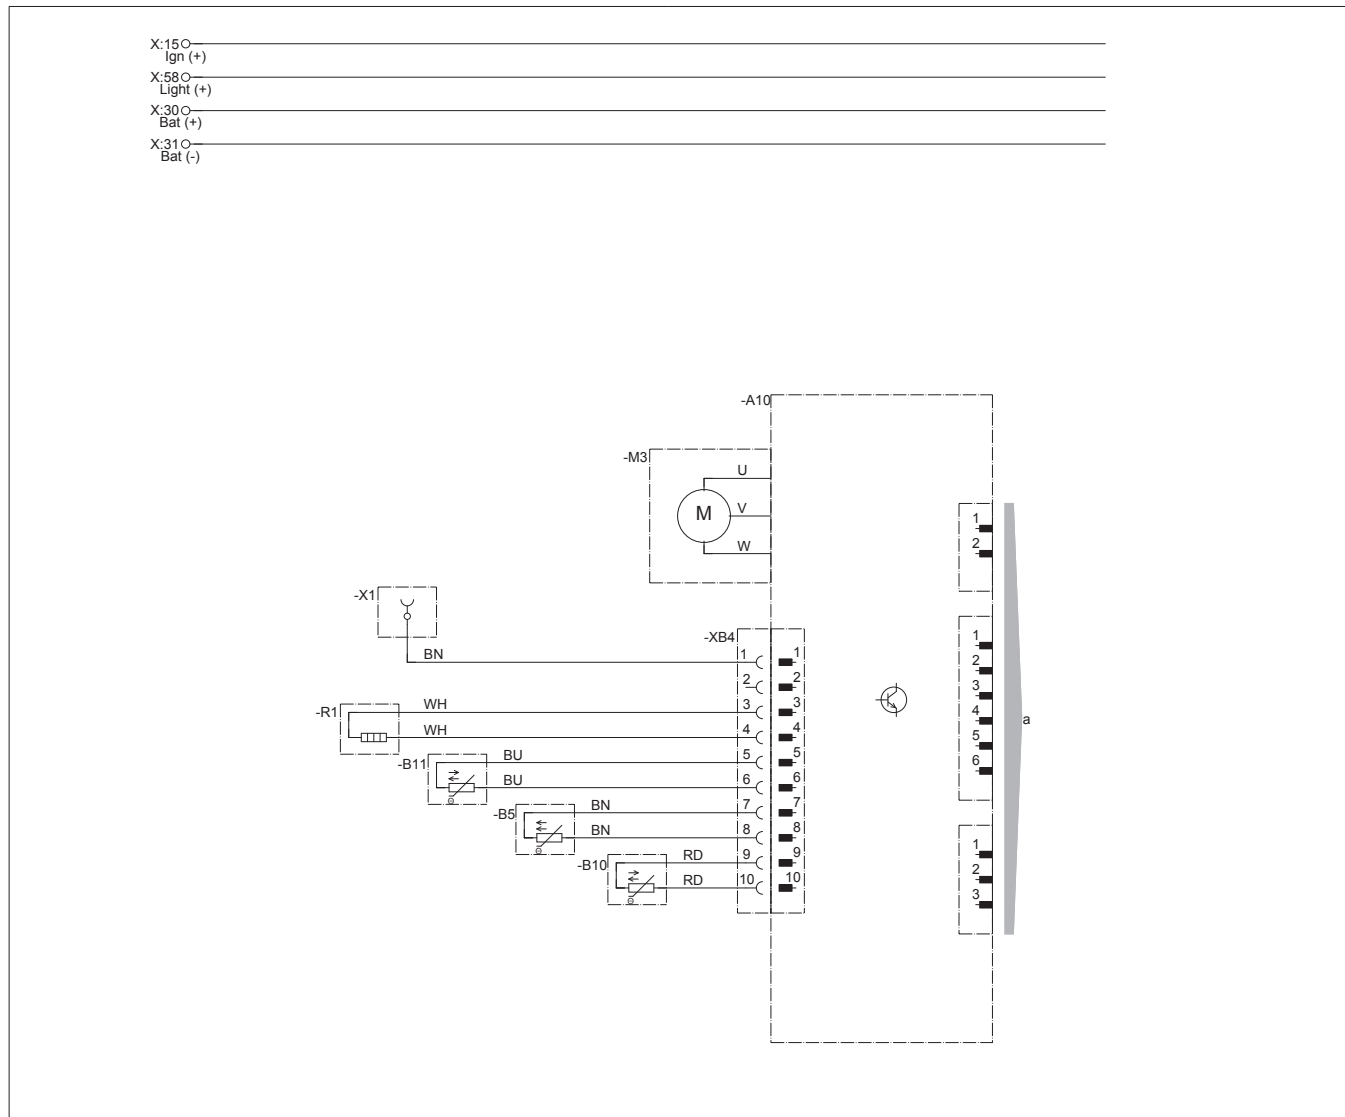 X:15
Ign (+)
X:58
Light (+)
X:30
Bat (+)
X:31
Bat (-)
-A10
-M3
U
M
V
W
1
2
-X1
-XB4
BN
1
1
2
2
WH
3
3
-R1
WH
4
4
BU
5
5
-B11
BU
6
6
BN
7
7
-B5
BN
8
8
RD
9
9
-B10
RD
10
10
1
2
3
4
5
6
a
1
2
3